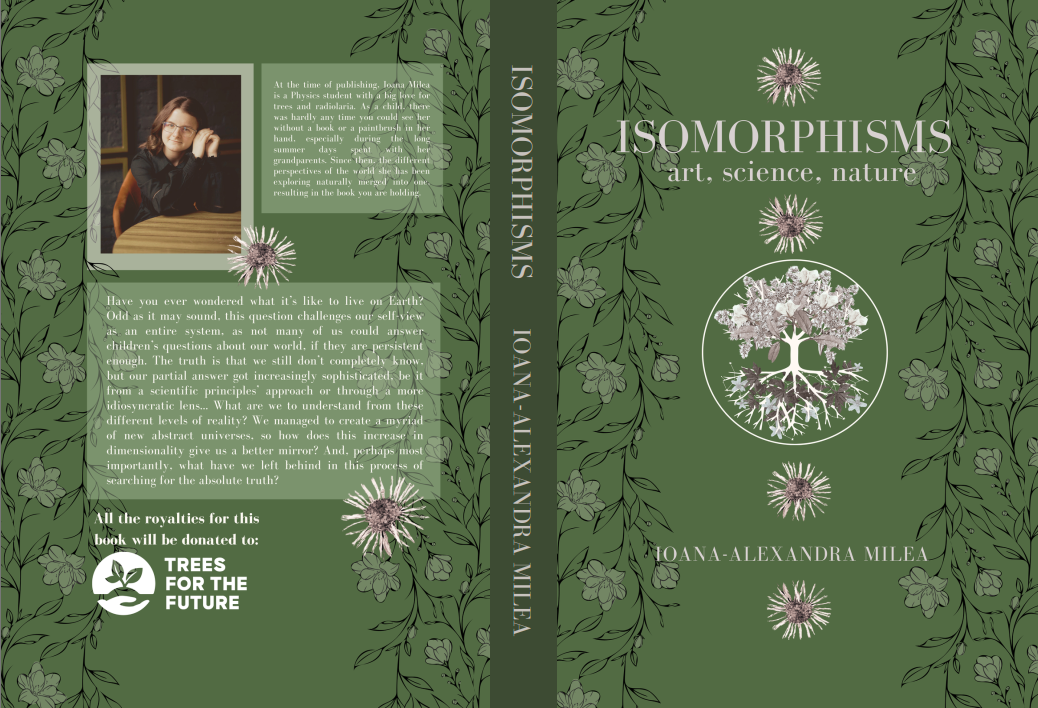 At the time of publishing, Ioana Milea
is a Physics student with a big love for
trees and radiolaria. As a child, there
was hardly any time you could see her
without a book or a paintbrush in her
hand, especially during the long
summer days spent with her
grandparents. Since then, the different
perspectives of the world she has been
exploring naturally merged into one,
resulting in the book you are holding.
Have you ever wondered what it's like to live on Earth?
Odd as it may sound, this question challenges our self-view
as an entire system, as not many of us could answer
children's questions about our world, if they are persistent
enough. The truth is that we still don't completely know,
but our partial answer got increasingly sophisticated, be it
from a scientific principles' approach or through a more
idiosyncratic lens... What are we to understand from these
different levels of reality? We managed to create a myriad
of new abstract universes, so how does this increase in
dimensionality give us a better mirror? And, perhaps most
importantly, what have we left behind in this process of
searching for the absolute truth?
All the royalties for this
book will be donated to:
TREES
FOR THE
FUTURE
ISOMORPHISMS
IOANA-ALEXANDRA MILEA
ISOMORPHISMS
art, science, nature
IOANA-ALEXANDRA MILEA